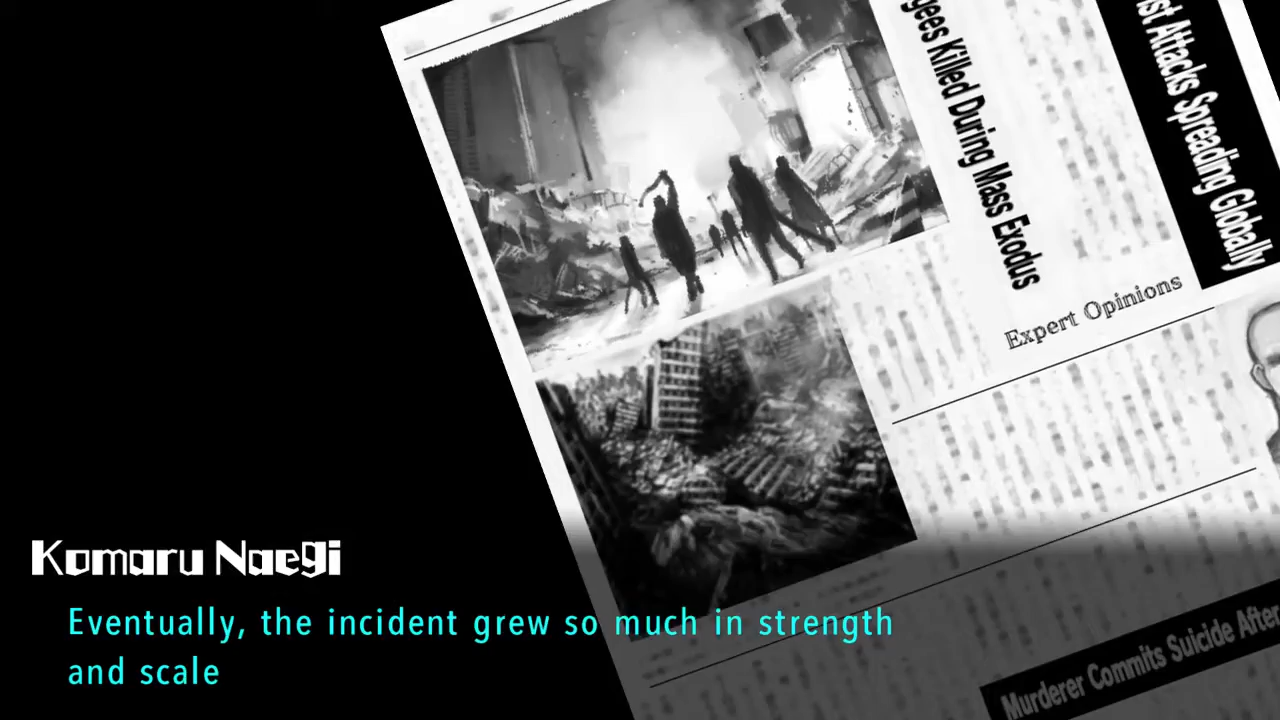 Killed During Mass Exodus
Attacks Spreading Globally
Expert Opinions
Murderer Commits Suicide After
Komaru Naegi
Eventually, the incident grew so much in strength
and scale